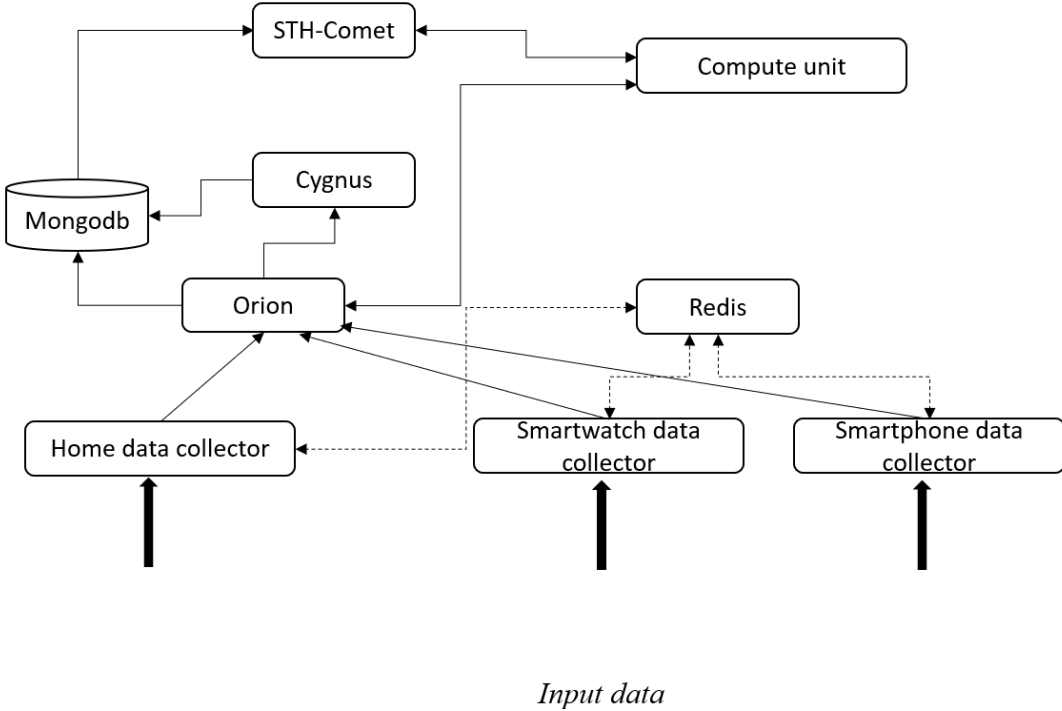 STH-Comet
Compute unit
Cygnus
Mongodb
Orion
Redis
Home data collector
Smartwatch data
collector
Smartphone data
collector
Input data